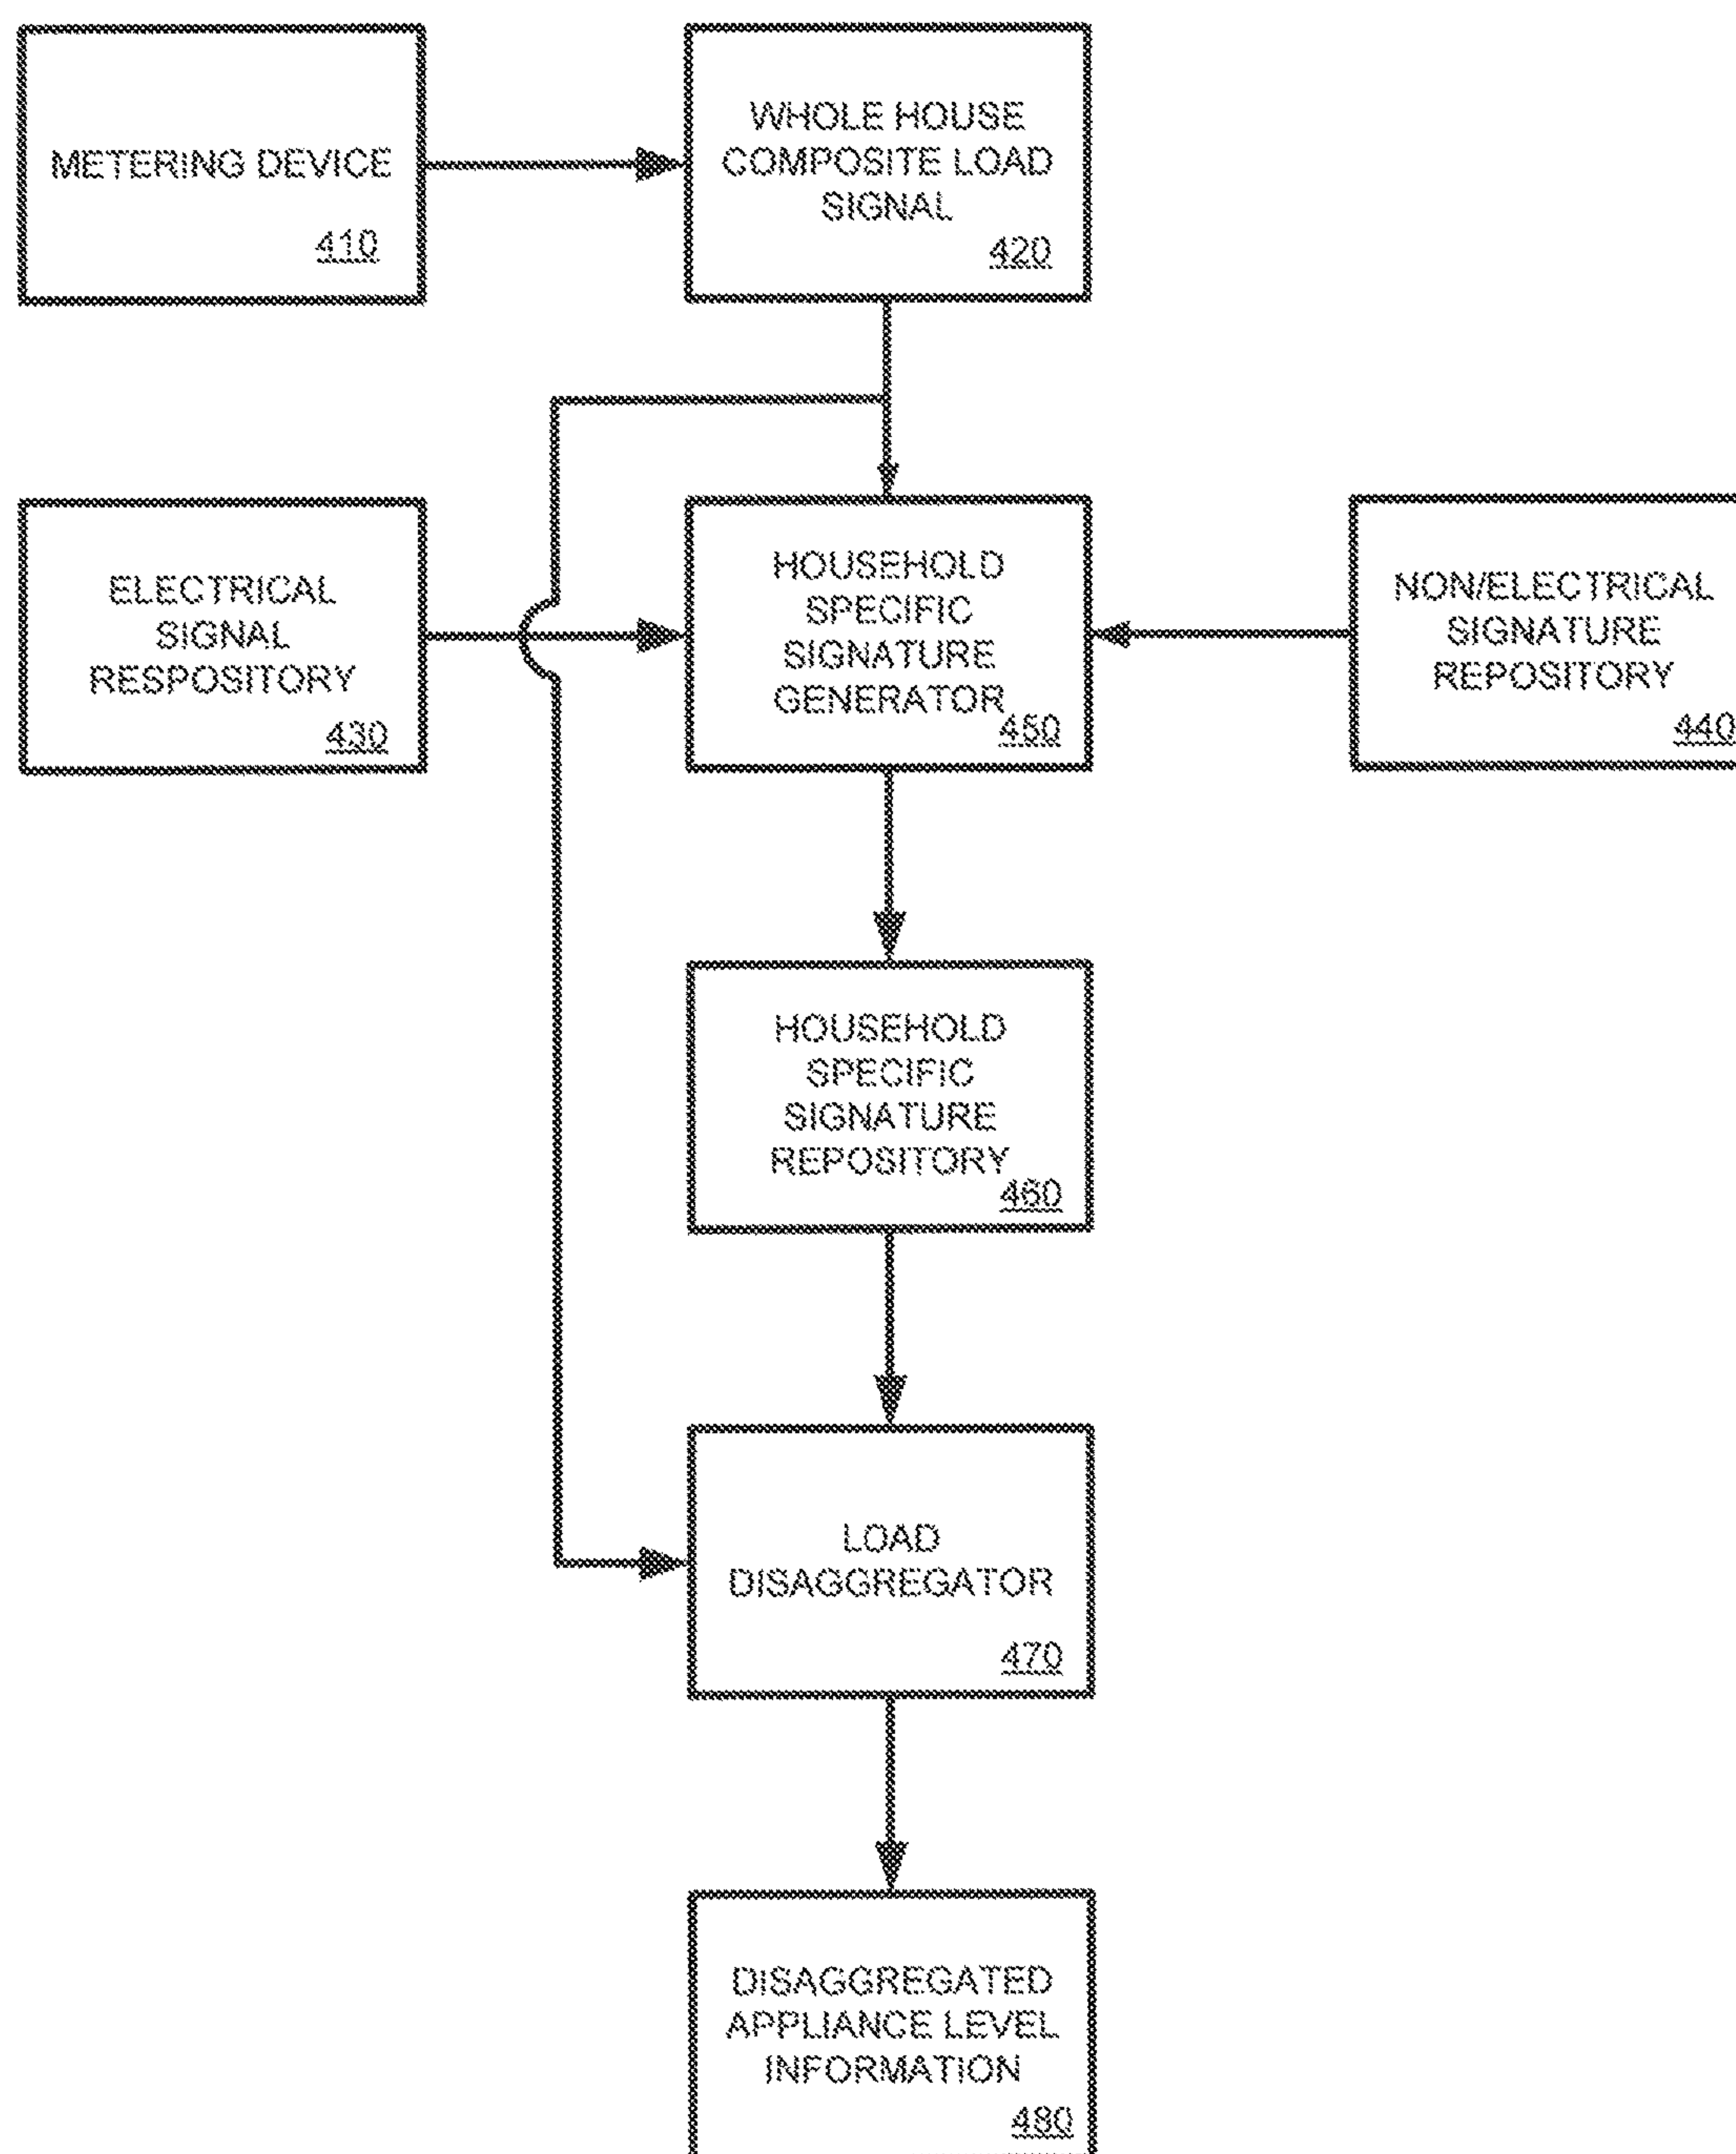 METERING DEVICE
410
WHOLE HOUSE
COMPOSITE LOAD
SIGNAL
420
ELECTRICAL
SIGNAL
RESPOSITORY
430
HOUSEHOLD
SPECIFIC
SIGNATURE
GENERATOR
450
NON/ELECTRICAL
SIGNATURE
REPOSITORY
440
HOUSEHOLD
SPECIFIC
SIGNATURE
REPOSITORY
460
LOAD
DISAGGREGATOR
470
DISAGGREGATED
APPLIANCE LEVEL
INFORMATION
480